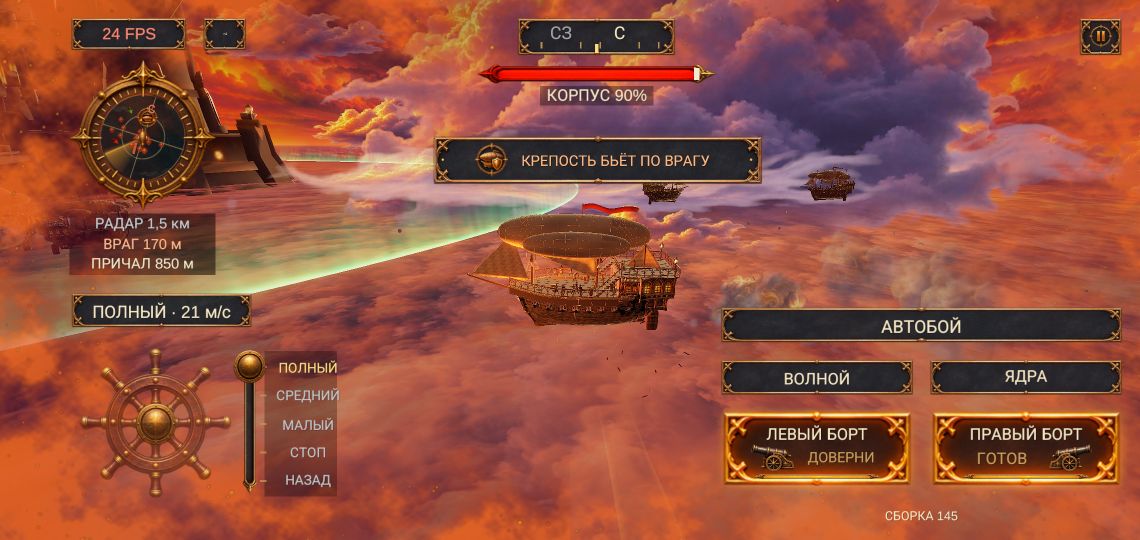 24 FPS
СЗ С
КОРПУС 90%
КРЕПОСТЬ БЬЁТ ПО ВРАГУ
РАДАР 1,5 км
ВРАГ 170 м
ПРИЧАЛ 850 м
ПОЛНЫЙ · 21 м/с
ПОЛНЫЙ
СРЕДНИЙ
МАЛЫЙ
СТОП
НАЗАД
АВТОБОЙ
ВОЛНОЙ
ЯДРА
ЛЕВЫЙ БОРТ
ДОВЕРНИ
ПРАВЫЙ БОРТ
ГОТОВ
СБОРКА 145